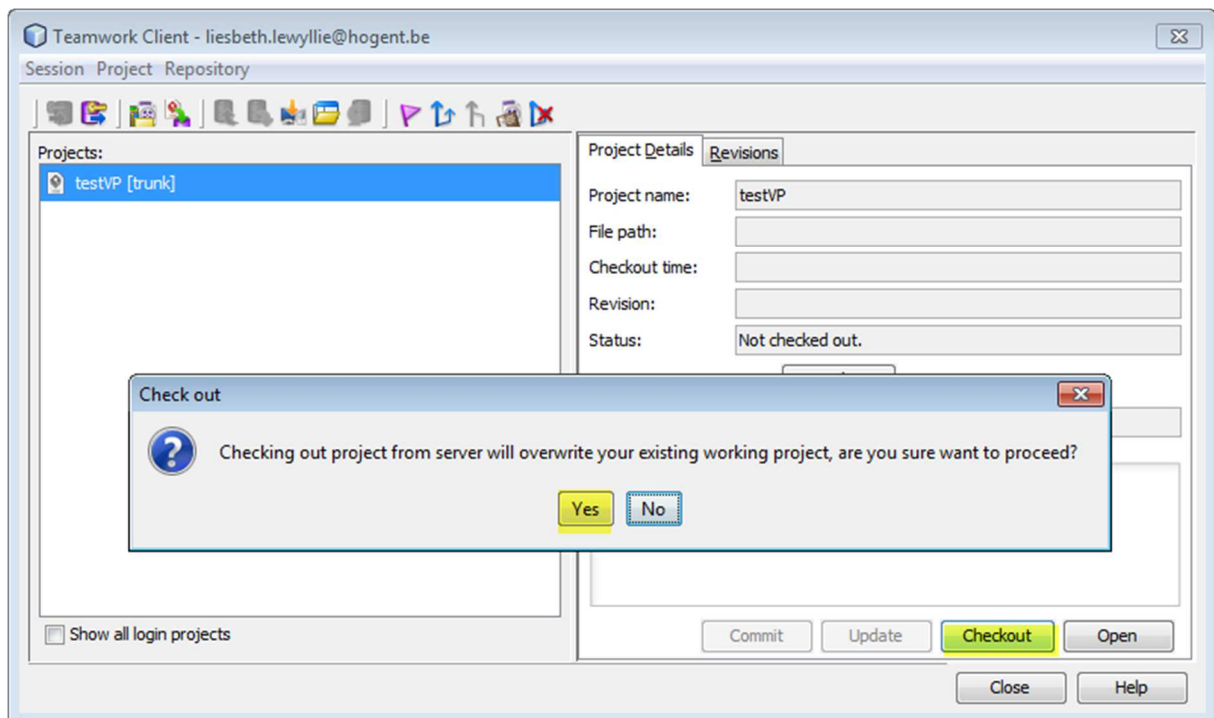 Teamwork Client - liesbeth.lewyllie@hogent.be
Session Project Repository
Projects:
testVP [trunk]
Show all login projects
Project Details Revisions
Project name: testVP
File path:
Checkout time:
Revision:
Status: Not checked out.
Check out
Checking out project from server will overwrite your existing working project, are you sure want to proceed?
Yes No
Commit Update Checkout Open
Close Help